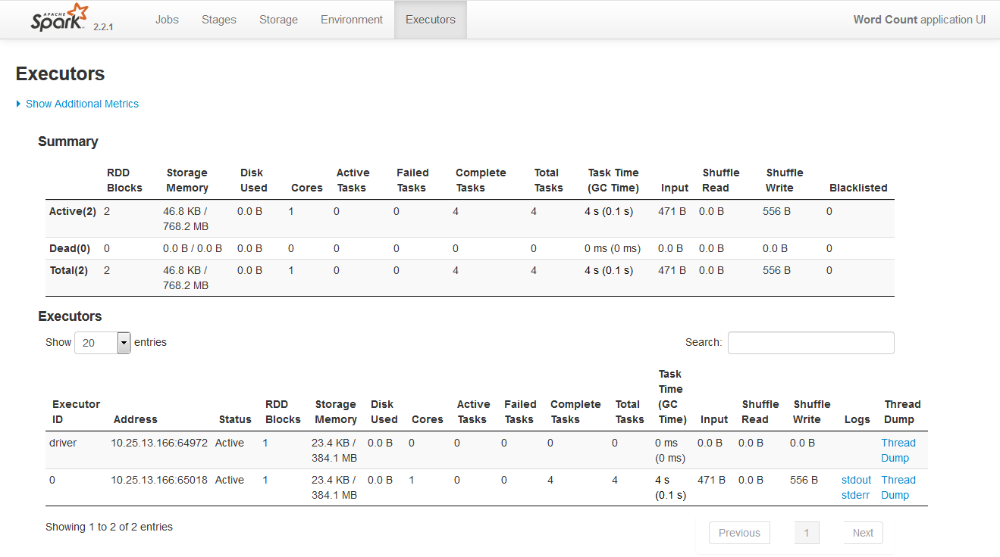 APACHE
Spark 2.2.1 Jobs Stages Storage Environment Executors Word Count application UI
Executors
Show Additional Metrics
Summary
RDD Storage Disk Active Failed Complete Total Task Time Shuffle Shuffle
Blocks Memory Used Cores Tasks Tasks Tasks Tasks (GC Time) Input Read Write Blacklisted
Active(2) 2 46.8 KB / 0.0 B 1 0 0 4 4 4 s (0.1 s) 471 B 0.0 B 556 B 0
768.2 MB
Dead(0) 0 0.0 B / 0.0 B 0.0 B 0 0 0 0 0 0 ms (0 ms) 0.0 B 0.0 B 0.0 B 0
Total(2) 2 46.8 KB / 0.0 B 1 0 0 4 4 4 s (0.1 s) 471 B 0.0 B 556 B 0
768.2 MB
Executors
Show 20 entries Search:
Task
Time
Executor RDD Storage Disk Active Failed Complete Total (GC Shuffle Shuffle Thread
ID Address Status Blocks Memory Used Cores Tasks Tasks Tasks Tasks Time) Input Read Write Logs Dump
driver 10.25.13.166:64972 Active 1 23.4 KB / 0.0 B 0 0 0 0 0 0 ms 0.0 B 0.0 B 0.0 B Thread
384.1 MB (0 ms) Dump
0 10.25.13.166:65018 Active 1 23.4 KB / 0.0 B 1 0 0 4 4 4 s 471 B 0.0 B 556 B stdout Thread
384.1 MB (0.1 s) stderr Dump
Showing 1 to 2 of 2 entries Previous 1 Next